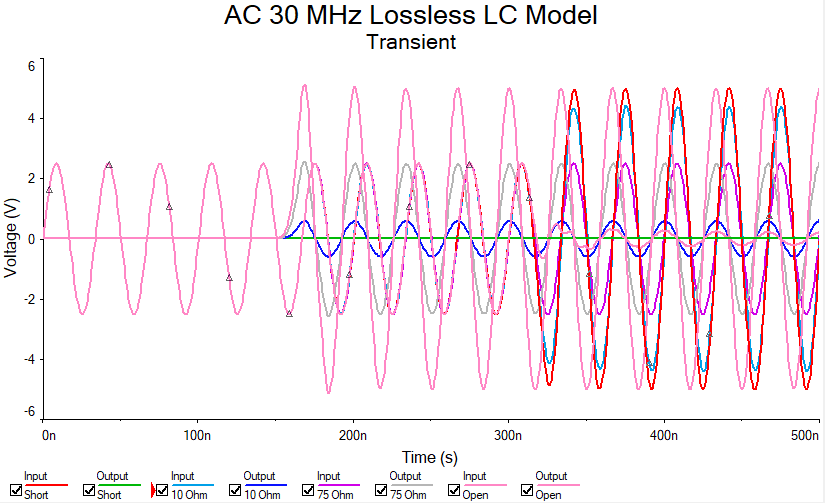 AC 30 MHz Lossless LC Model
Transient
6
4
2
0
-2
-4
-6
Voltage (V)
0n 100n 200n 300n 400n 500n
Time (s)
Input Output Input Output Input Output Input Output
Short Short 10 Ohm 10 Ohm 75 Ohm 75 Ohm Open Open